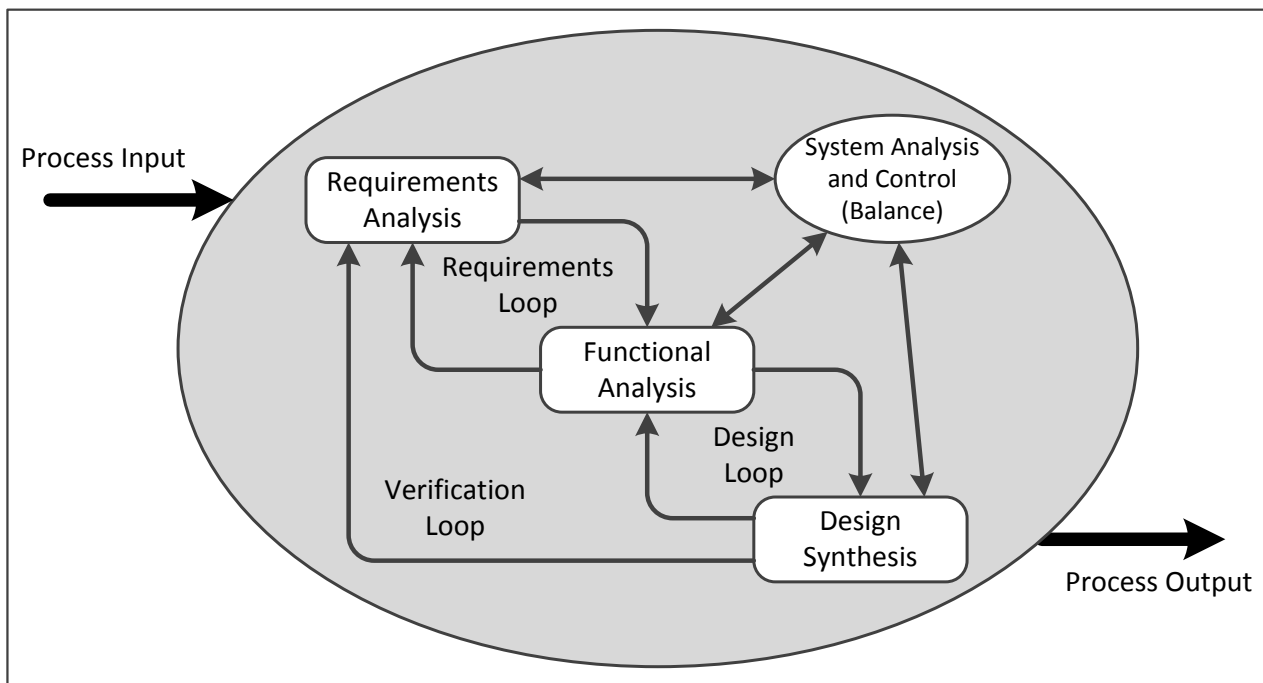 Process Input
Requirements
Analysis
System Analysis
and Control
(Balance)
Requirements
Loop
Functional
Analysis
Design
Loop
Verification
Loop
Design
Synthesis
Process Output